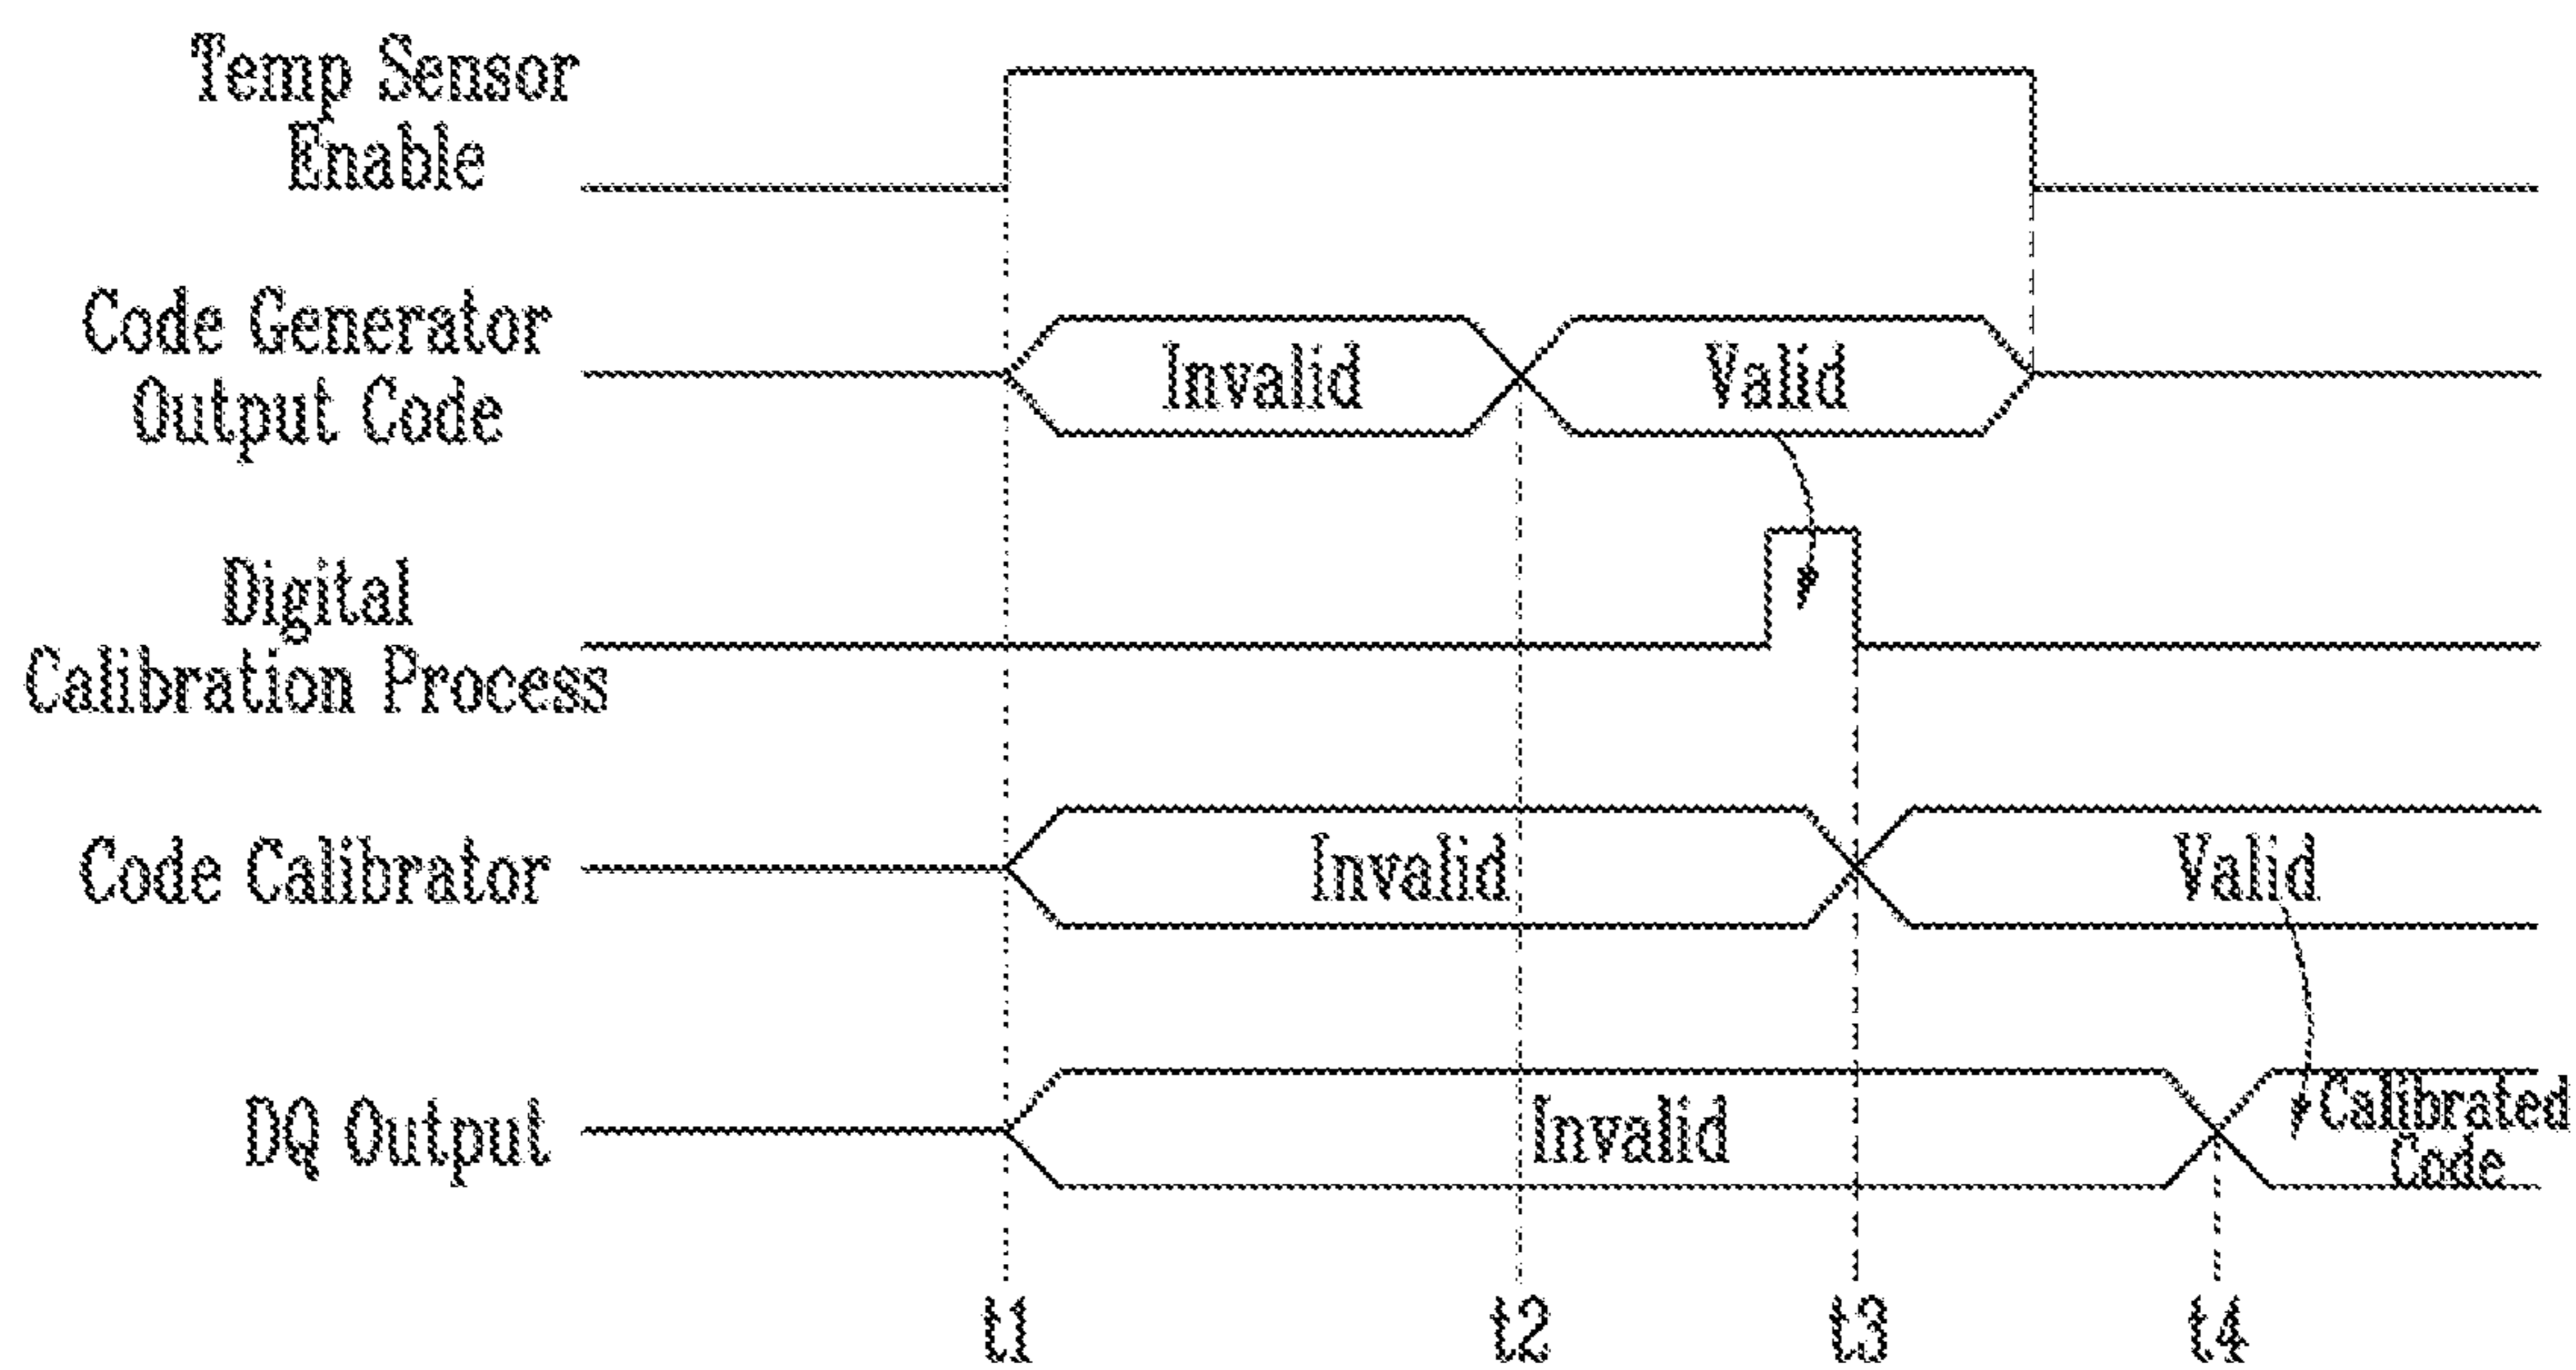 Temp Sensor
Enable
Code Generator
Output Code
Invalid
Valid
Digital
Calibration Process
Code Calibrator
Invalid
Valid
DQ Output
Invalid
Calibrated
Code
t1
t2
t3
t4